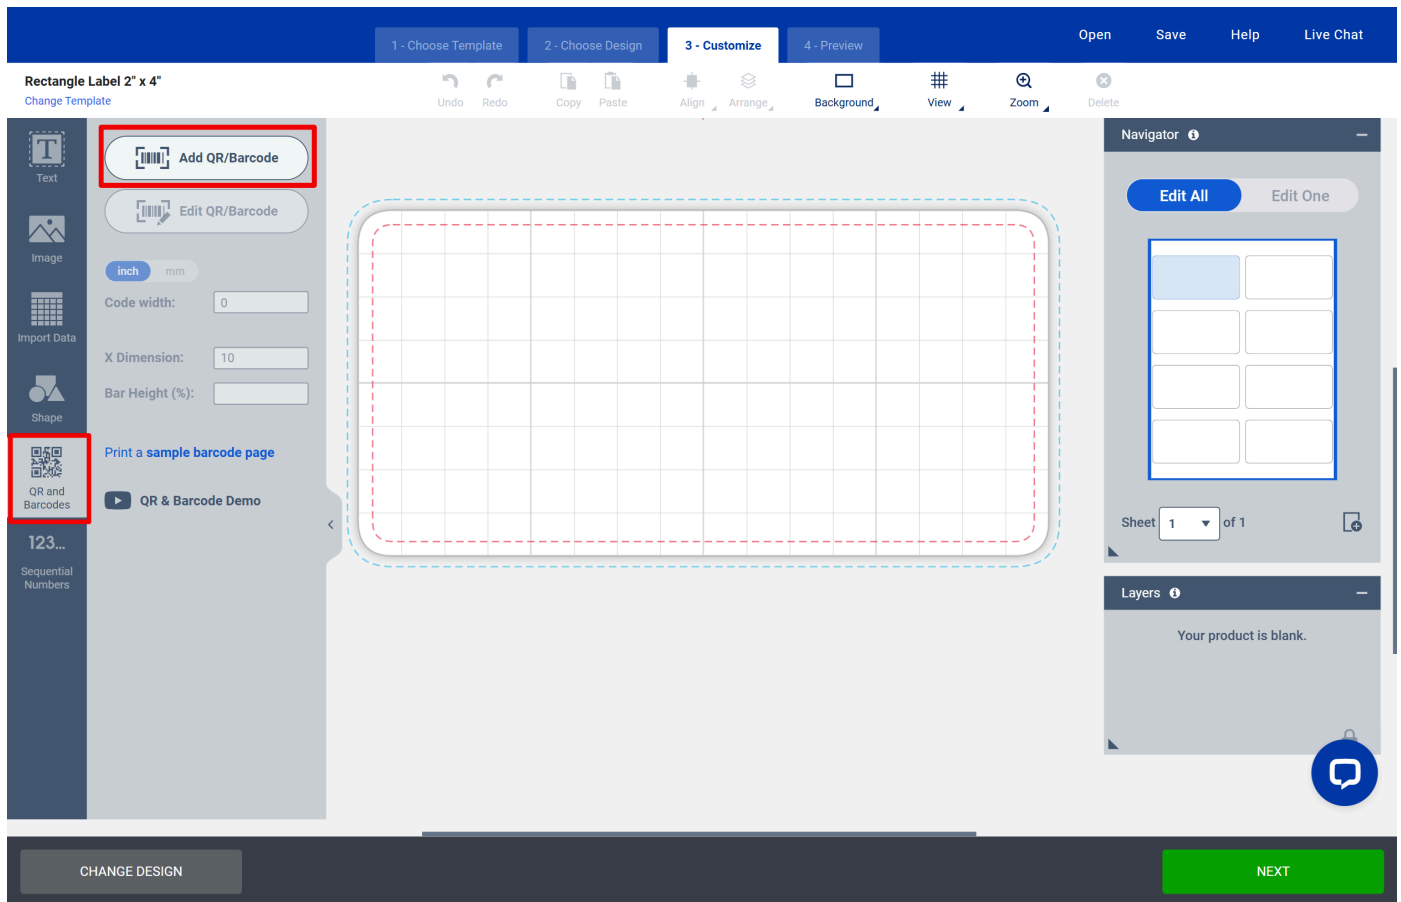 1 - Choose Template
2 - Choose Design
3 - Customize
4 - Preview
Open
Save
Help
Live Chat
Rectangle Label 2" x 4"
Change Template
Undo
Redo
Copy
Paste
Align
Arrange
Background
View
Zoom
Delete
T
Text
Image
Import Data
Shape
QR and
Barcodes
123...
Sequential
Numbers
Add QR/Barcode
Edit QR/Barcode
inch
mm
Code width:
0
X Dimension:
10
Bar Height (%):
Print a sample barcode page
QR & Barcode Demo
Navigator
Edit All
Edit One
Sheet 1 of 1
Layers
Your product is blank.
CHANGE DESIGN
NEXT